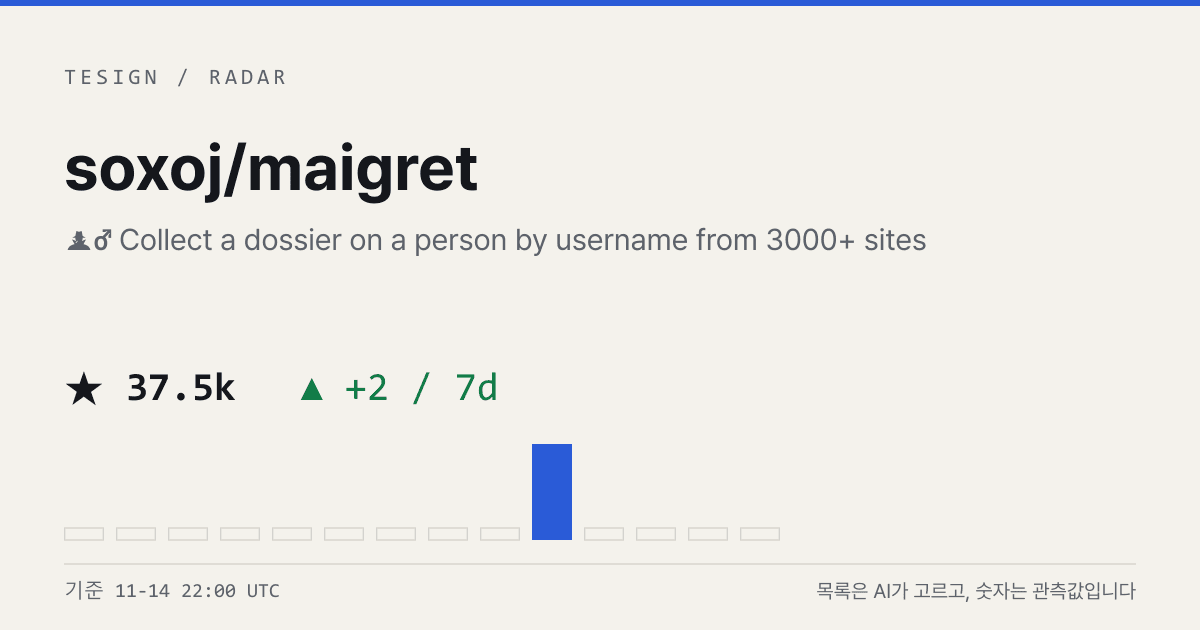 TESIGN / RADAR
soxoj/maigret
🕵️‍♂️ Collect a dossier on a person by username from 3000+ sites
★ 37.5k ▲ +2 / 7d
기준 11-14 22:00 UTC
목록은 AI가 고르고, 숫자는 관측값입니다